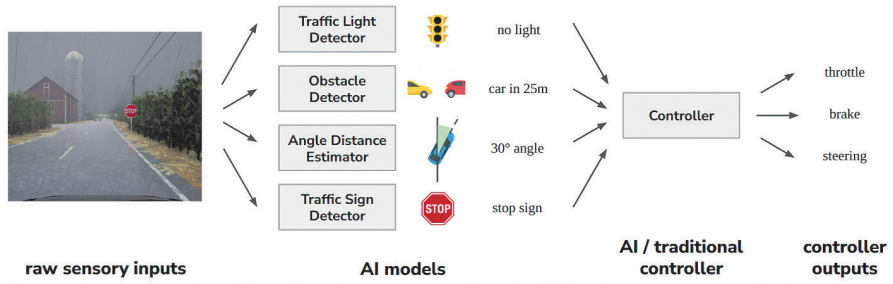 Traffic Light
Detector
no light
STOP
Obstacle
Detector
car in 25m
throttle
Controller
brake
Angle Distance
Estimator
30° angle
steering
Traffic Sign
Detector
STOP
stop sign
raw sensory inputs
AI models
AI / traditional
controller
controller
outputs